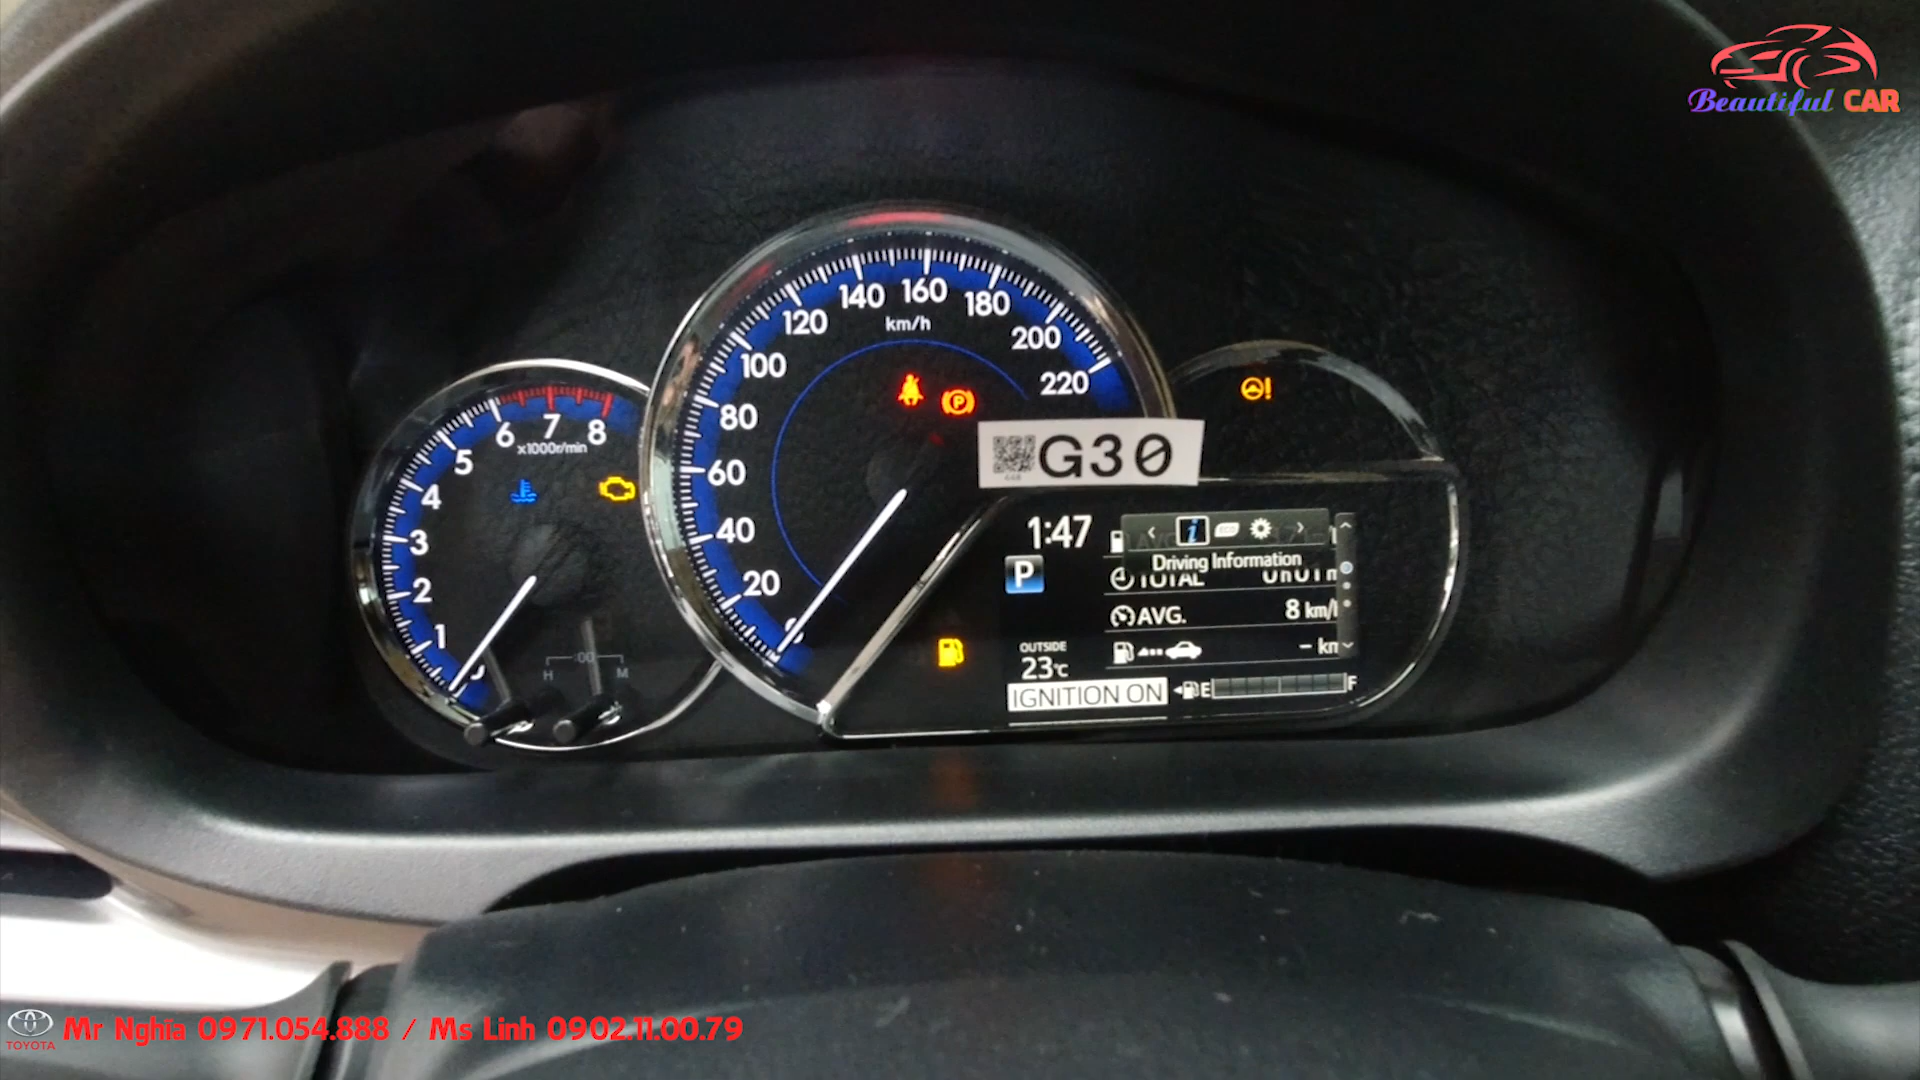 Beautiful CAR
140 160 180
120 km/h 200
100 220
6 7 8
x1000r/min
80
P
5
G30
60
4
1:47
40
3
Driving Information
P
TOTAL 0h01m
20
2
AVG. 8 km/h
1
OUTSIDE
23°C
- km
H :00 M
IGNITION ON
E F
TOYOTA
Mr Nghĩa 0971.054.888 / Ms Linh 0902.11.00.79